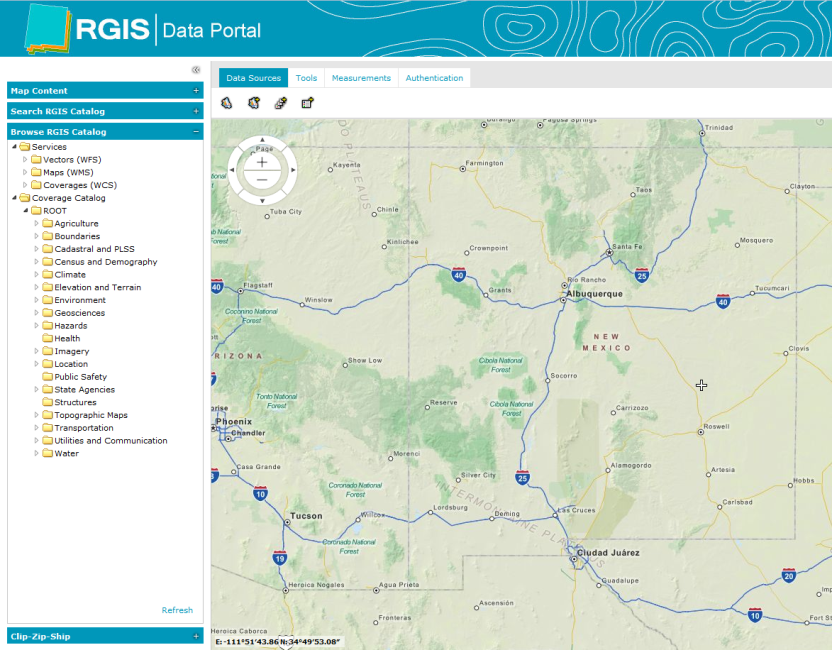 RGIS Data Portal
Map Content
Search RGIS Catalog
Browse RGIS Catalog
Services
Vectors (WFS)
Maps (WMS)
Coverages (WCS)
Coverage Catalog
ROOT
Agriculture
Boundaries
Cadastral and PLSS
Census and Demography
Climate
Elevation and Terrain
Environment
Geosciences
Hazards
Health
Imagery
Location
Public Safety
State Agencies
Structures
Topographic Maps
Transportation
Utilities and Communication
Water
Refresh
Clip-Zip-Ship
Data Sources Tools Measurements Authentication
Durango
Pagosa Springs
Trinidad
Page
Kayenta
Farmington
Taos
Clayton
Tuba City
Chinle
Kinlichee
Crownpoint
Santa Fe
Mosquero
40
25
40
Flagstaff
Winslow
Grants
Rio Rancho
Albuquerque
Tucumcari
40
Coconino National
Forest
NEW
MEXICO
Clovis
RIZONA
Show Low
Cibola National
Forest
Socorro
Tonto National
Forest
Reserve
Cibola National
Forest
Carrizozo
Roswell
Phoenix
Chandler
Morenci
Alamogordo
Artesia
Casa Grande
Silver City
25
Hobbs
10
Coronado National
Forest
Carlsbad
INTERMONT
Tucson
Willcox
Lordsburg
Deming
Las Cruces
Coronado National
Forest
19
Ciudad Juárez
20
Heroica Nogales
Agua Prieta
Guadalupe
Ascensión
10
Fronteras
Fort St
Heroica Caborca
E: -111°51'43.86 N: 34°49'53.08"